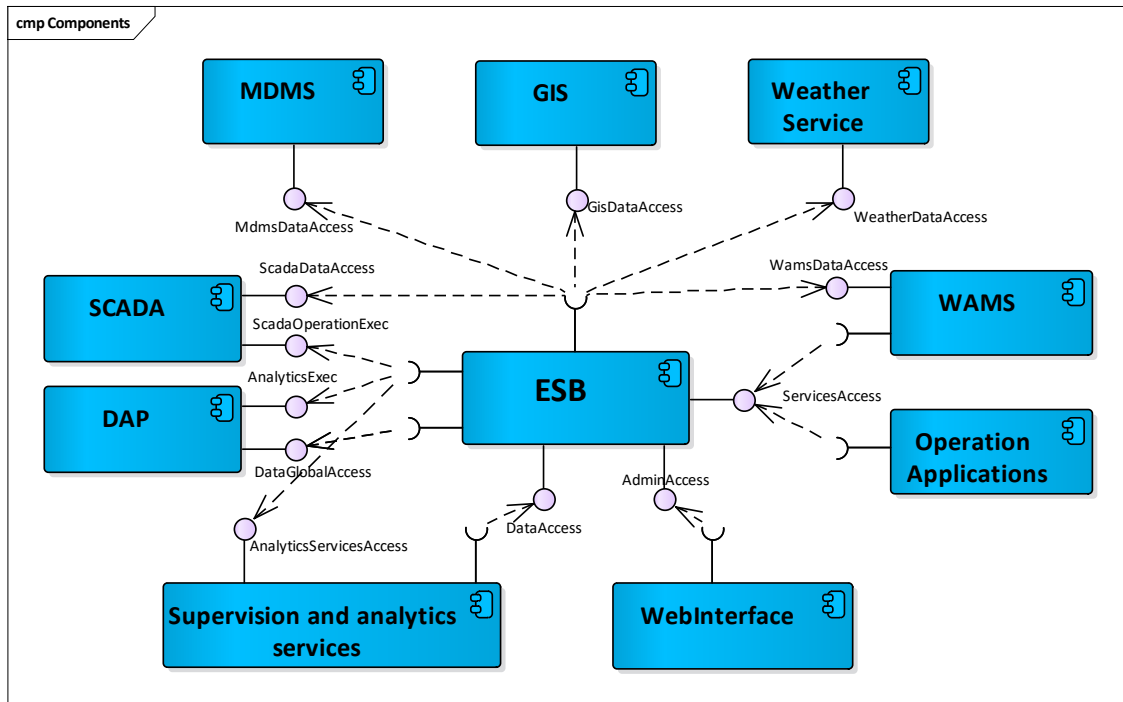 cmp Components
MDMS
GIS
Weather
Service
MdmsDataAccess
GisDataAccess
WeatherDataAccess
ScadaDataAccess
WamsDataAccess
SCADA
WAMS
ScadaOperationExec
AnalyticsExec
ESB
ServicesAccess
DAP
Operation
Applications
DataGlobalAccess
AdminAccess
DataAccess
AnalyticsServicesAccess
Supervision and analytics
services
WebInterface